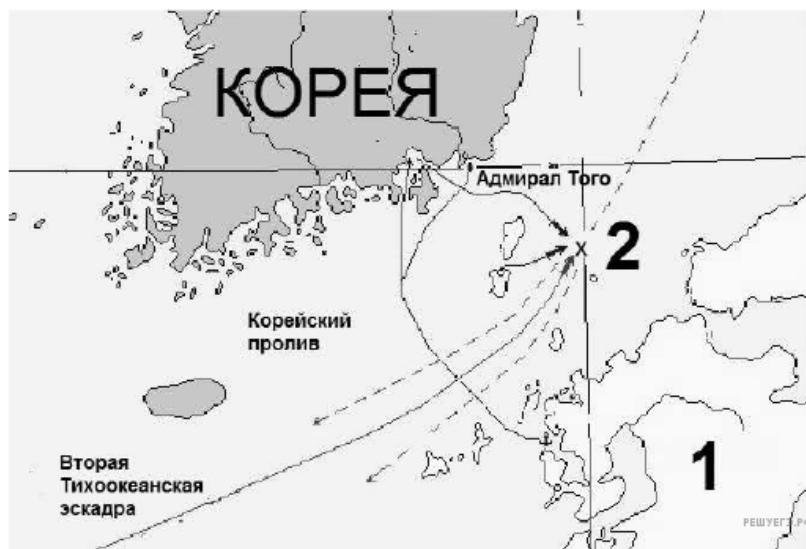 КОРЕЯ
Адмирал Того
2
Корейский
пролив
Вторая
Тихоокеанская
эскадра
1
РЕШУЕГЭ.РФ